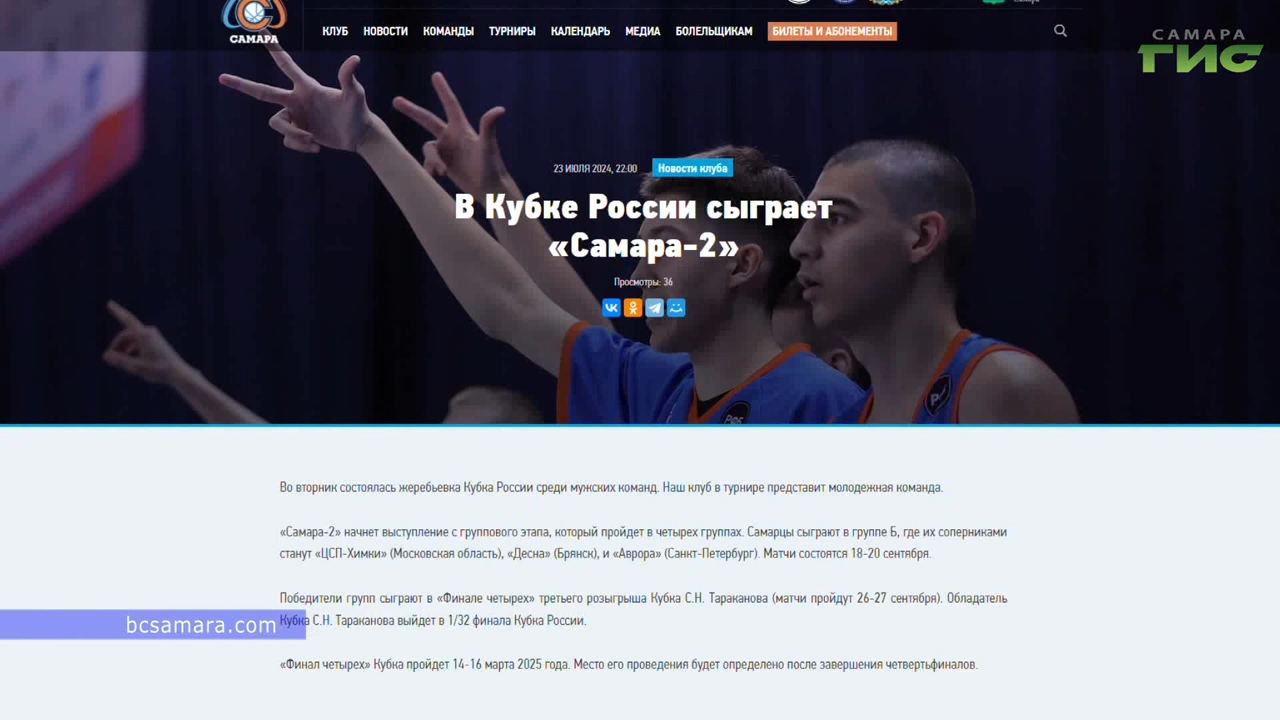 САМАРА
КЛУБ НОВОСТИ КОМАНДЫ ТУРНИРЫ КАЛЕНДАРЬ МЕДИА БОЛЕЛЬЩИКАМ БИЛЕТЫ И АБОНЕМЕНТЫ
САМАРА
ГИС
23 ИЮЛЯ 2024, 22:00 Новости клуба
В Кубке России сыграет
«Самара-2»
Просмотры: 36
Во вторник состоялась жеребьевка Кубка России среди мужских команд. Наш клуб в турнире представит молодежная команда.
«Самара-2» начнет выступление с группового этапа, который пройдет в четырех группах. Самарцы сыграют в группе Б, где их соперниками
станут «ЦСП-Химки» (Московская область), «Десна» (Брянск), и «Аврора» (Санкт-Петербург). Матчи состоятся 18-20 сентября.
Победители групп сыграют в «Финале четырех» третьего розыгрыша Кубка С.Н. Тараканова (матчи пройдут 26-27 сентября). Обладатель
Кубка С.Н. Тараканова выйдет в 1/32 финала Кубка России.
bcsamara.com
«Финал четырех» Кубка пройдет 14-16 марта 2025 года. Место его проведения будет определено после завершения четвертьфиналов.